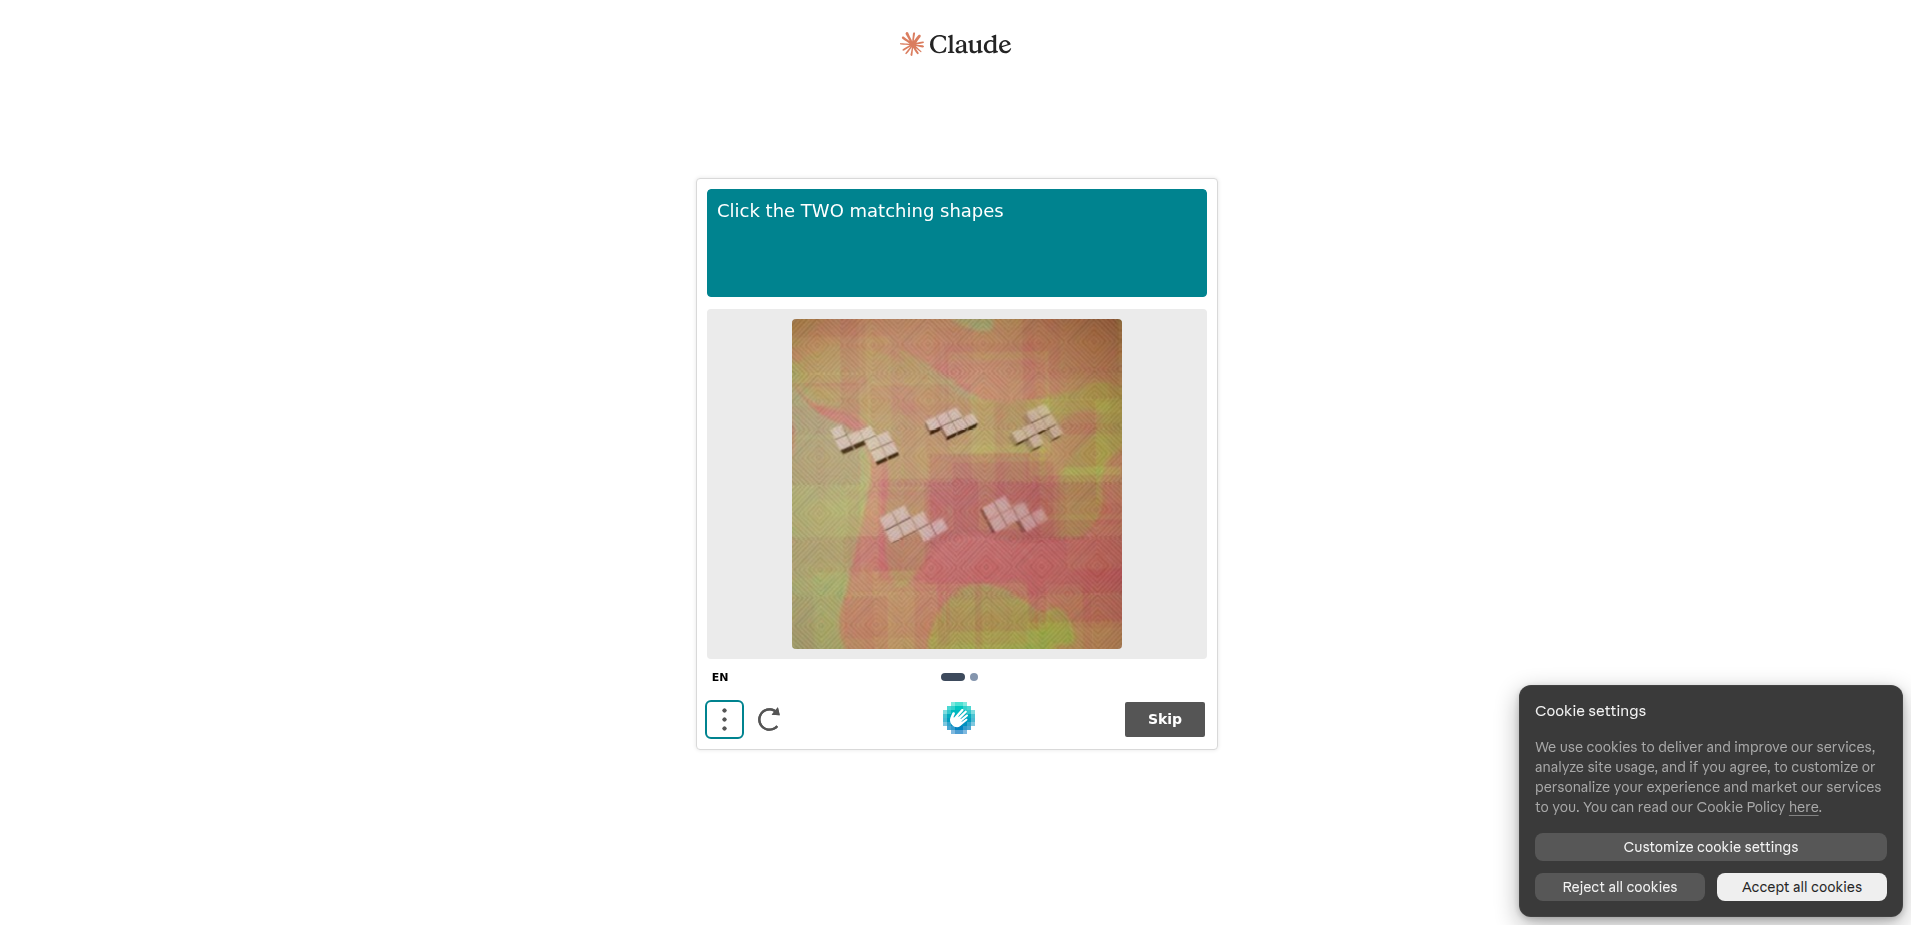 Claude
Click the TWO matching shapes
EN
Skip
Cookie settings
We use cookies to deliver and improve our services,
analyze site usage, and if you agree, to customize or
personalize your experience and market our services
to you. You can read our Cookie Policy here.
Customize cookie settings
Reject all cookies
Accept all cookies